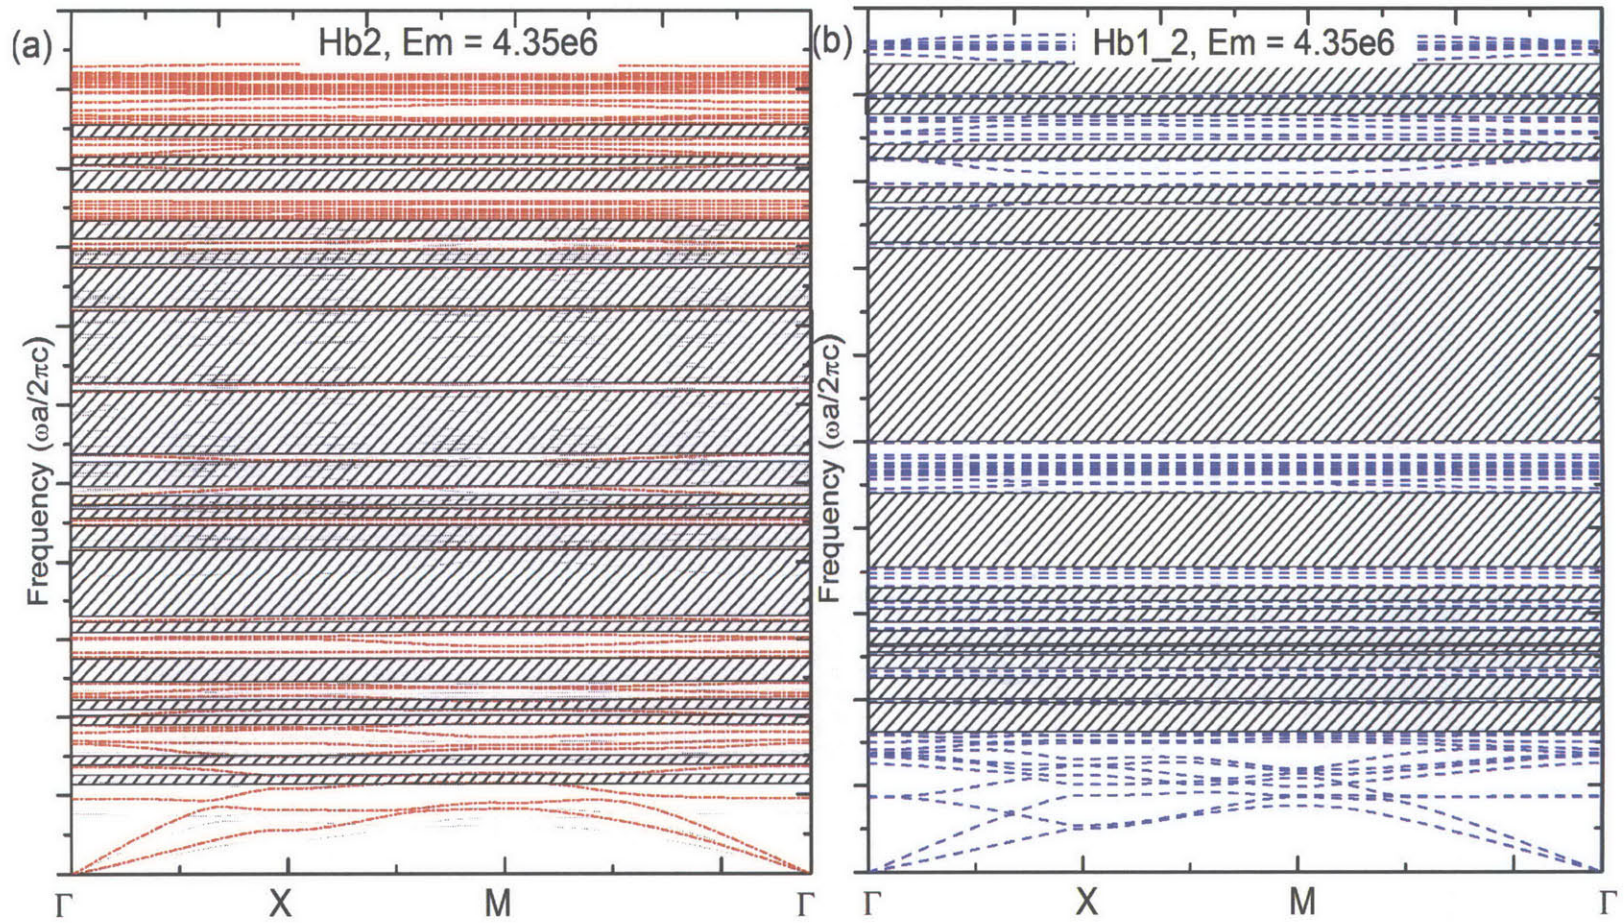 (a) Hb2, Em = 4.35e6
Frequency (ωa/2πc)
Γ X M Γ
(b) Hb1_2, Em = 4.35e6
Frequency (ωa/2πc)
Γ X M Γ